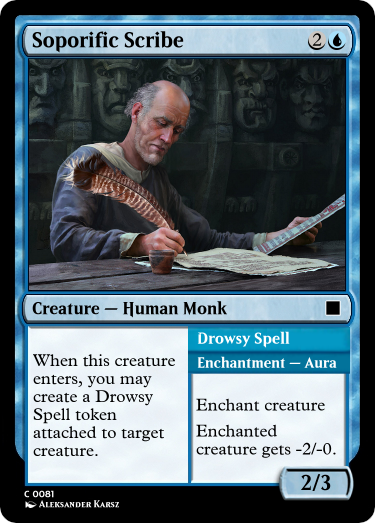 Soporific Scribe 2
Creature — Human Monk
When this creature
enters, you may
create a Drowsy
Spell token
attached to target
creature.
Drowsy Spell
Enchantment — Aura
Enchant creature
Enchanted
creature gets -2/-0.
2/3
C 0081
Aleksander Karsz